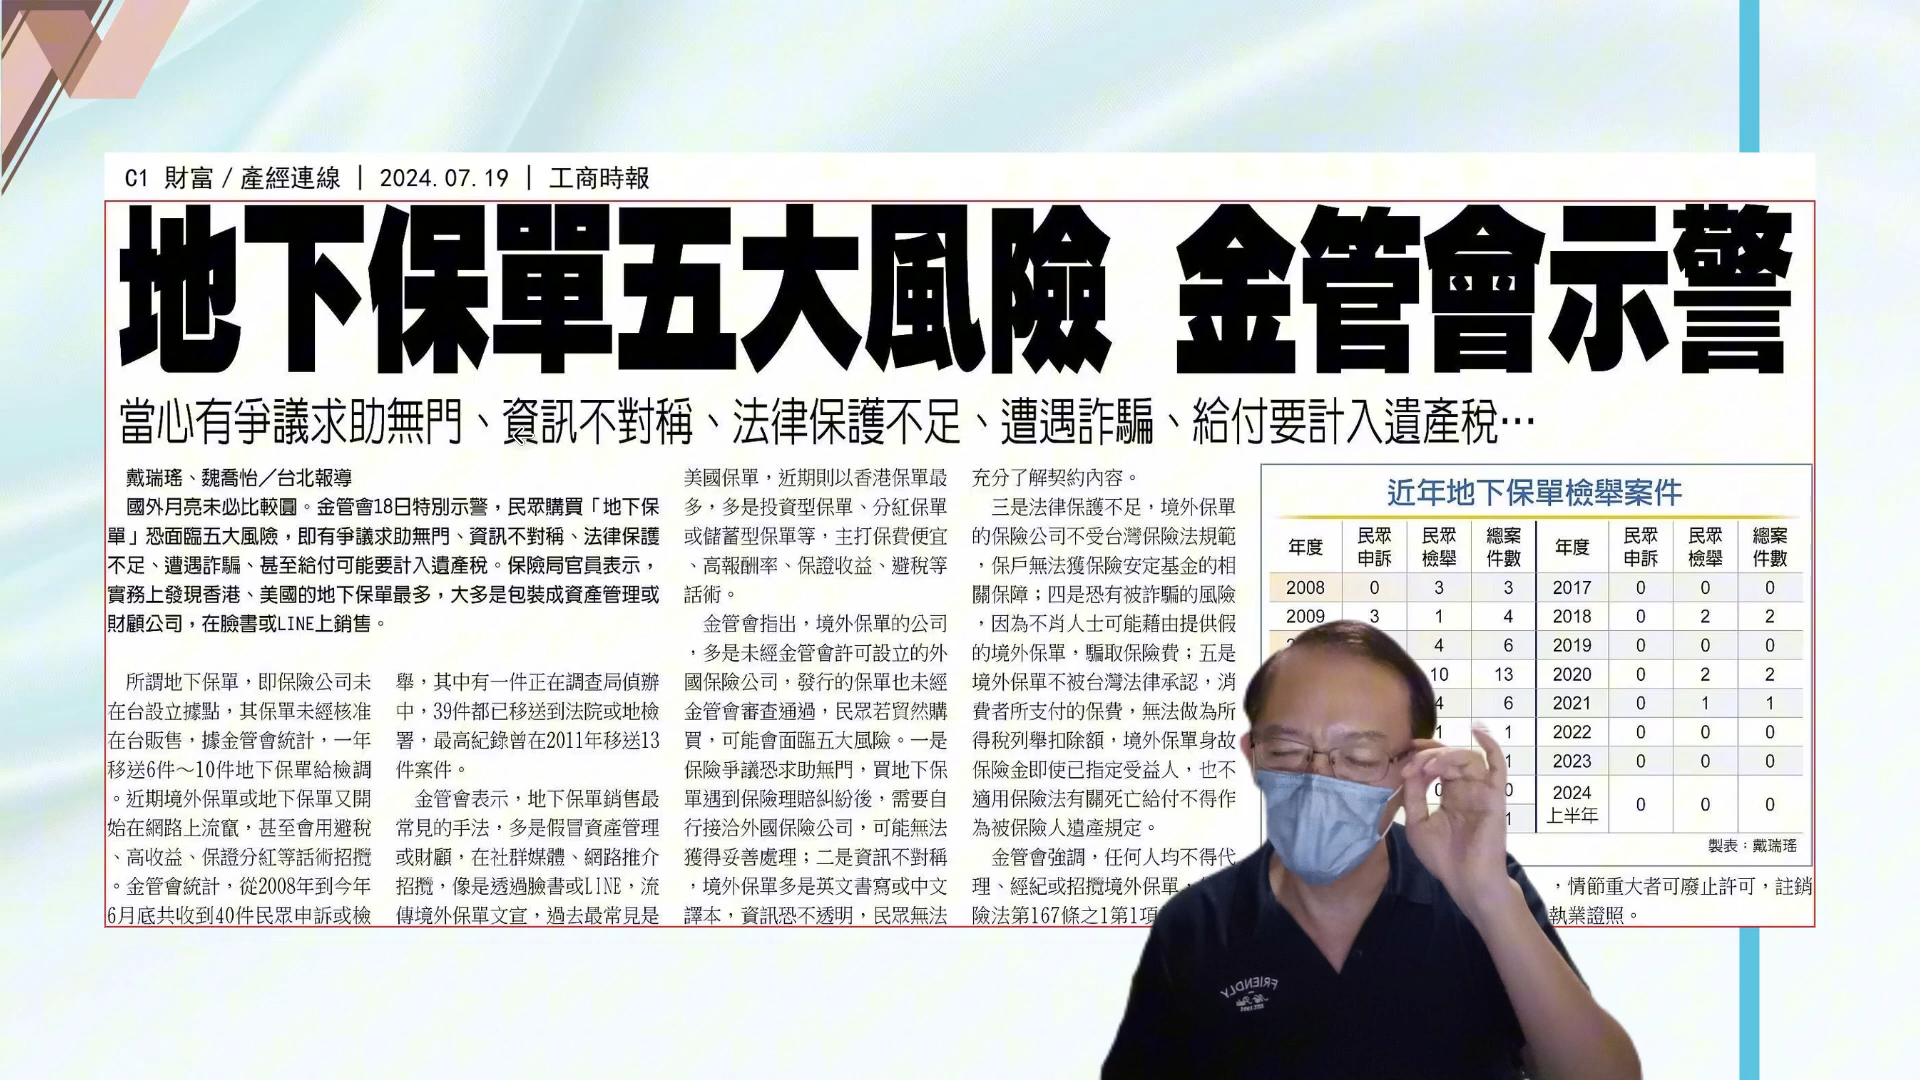 C1 財富/產經連線 | 2024.07.19 | 工商時報
地下保單五大風險 金管會示警
當心有爭議求助無門、資訊不對稱、法律保護不足、遭遇詐騙、給付要計入遺產稅…
戴瑞瑤、魏喬怡／台北報導
國外月亮未必比較圓。金管會18日特別示警，民眾購買「地下保
單」恐面臨五大風險，即有爭議求助無門、資訊不對稱、法律保護
不足、遭遇詐騙、甚至給付可能要計入遺產稅。保險局官員表示，
實務上發現香港、美國的地下保單最多，大多是包裝成資產管理或
財顧公司，在臉書或LINE上銷售。
所謂地下保單，即保險公司未
在台設立據點，其保單未經核准
在台販售，據金管會統計，一年
移送6件～10件地下保單給檢調
。近期境外保單或地下保單又開
始在網路上流竄，甚至會用避稅
、高收益、保證分紅等話術招攬
。金管會統計，從2008年到今年
6月底共收到40件民眾申訴或檢
舉，其中有一件正在調查局偵辦
中，39件都已移送到法院或地檢
署，最高紀錄曾在2011年移送13
件案件。
金管會表示，地下保單銷售最
常見的手法，多是假冒資產管理
或財顧，在社群媒體、網路推介
招攬，像是透過臉書或LINE，流
傳境外保單文宣，過去最常見是
美國保單，近期則以香港保單最
多，多是投資型保單、分紅保單
或儲蓄型保單等，主打保費便宜
、高報酬率、保證收益、避稅等
話術。
金管會指出，境外保單的公司
，多是未經金管會許可設立的外
國保險公司，發行的保單也未經
金管會審查通過，民眾若貿然購
買，可能會面臨五大風險。一是
保險爭議恐求助無門，買地下保
單遇到保險理賠糾紛後，需要自
行接洽外國保險公司，可能無法
獲得妥善處理；二是資訊不對稱
，境外保單多是英文書寫或中文
譯本，資訊恐不透明，民眾無法
充分了解契約內容。
三是法律保護不足，境外保單
的保險公司不受台灣保險法規範
，保戶無法獲保險安定基金的相
關保障；四是恐有被詐騙的風險
，因為不肖人士可能藉由提供假
的境外保單，騙取保險費；五是
境外保單不被台灣法律承認，消
費者所支付的保費，無法做為所
得稅列舉扣除額，境外保單身故
保險金即使已指定受益人，也不
適用保險法有關死亡給付不得作
為被保險人遺產規定。
金管會強調，任何人均不得代
理、經紀或招攬境外保單
險法第167條之1第1項
，情節重大者可廢止許可，註銷
執業證照。
近年地下保單檢舉案件
年度 民眾申訴 民眾檢舉 總案件數 年度 民眾申訴 民眾檢舉 總案件數
2008 0 3 3 2017 0 0 0
2009 3 1 4 2018 0 2 2
4 6 2019 0 0 0
10 13 2020 0 2 2
4 6 2021 0 1 1
1 1 2022 0 0 0
1 2023 0 0 0
0 0 2024上半年 0 0 0
1
製表：戴瑞瑤
FRIENDLY